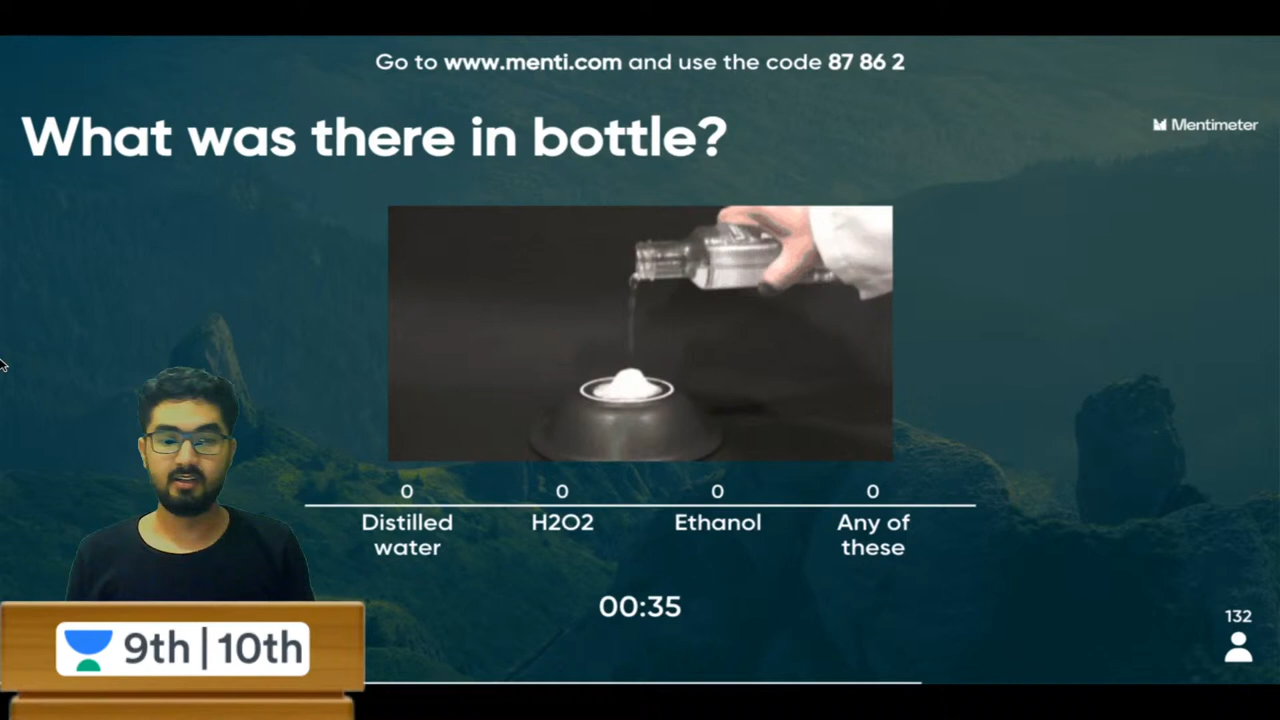 Go to www.menti.com and use the code 87 86 2
What was there in bottle?
Mentimeter
0 0 0 0
Distilled water
H2O2
Ethanol
Any of these
00:35
132
9th | 10th